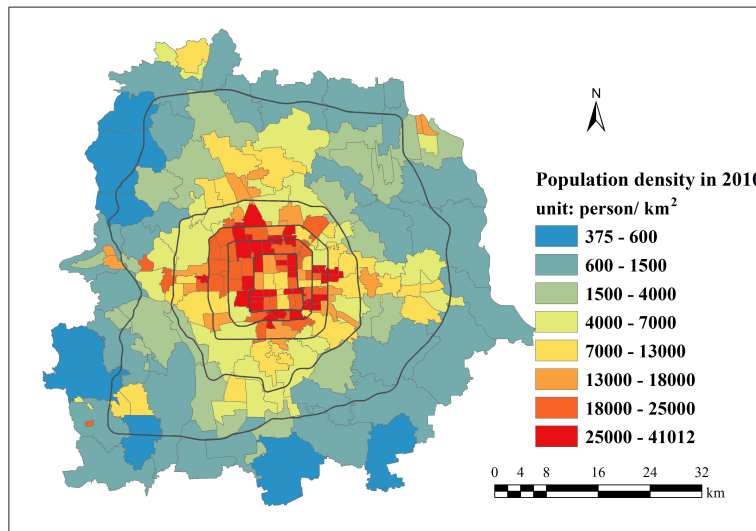 N
Population density in 2010
unit: person/ km²
375 - 600
600 - 1500
1500 - 4000
4000 - 7000
7000 - 13000
13000 - 18000
18000 - 25000
25000 - 41012
0 4 8 16 24 32
km